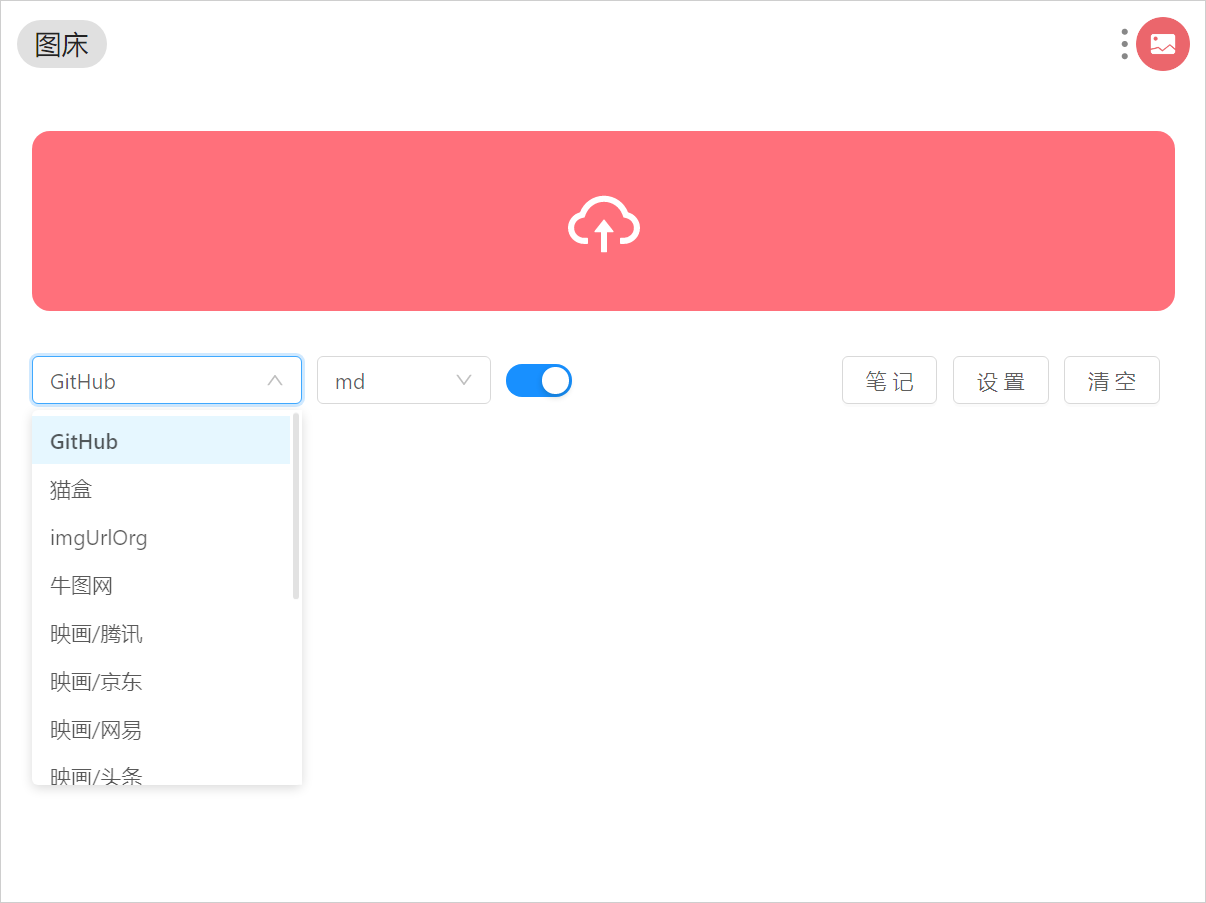 图床
GitHub
md
笔 记
设 置
清 空
GitHub
猫盒
imgUrlOrg
牛图网
映画/腾讯
映画/京东
映画/网易
映画/头条